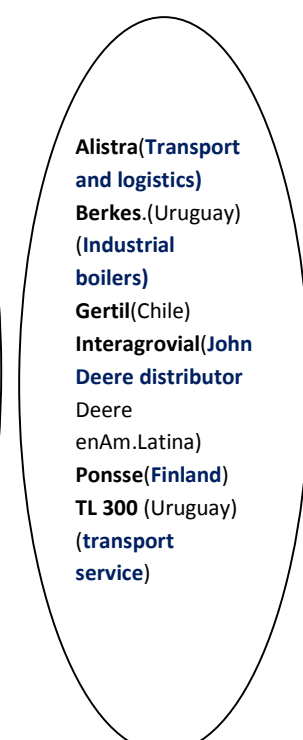 Alistra(Transport
and logistics)
Berkes.(Uruguay)
(Industrial
boilers)
Gertil(Chile)
Interagrovial(John
Deere distributor
Deere
enAm.Latina)
Ponsse(Finland)
TL 300 (Uruguay)
(transport
service)